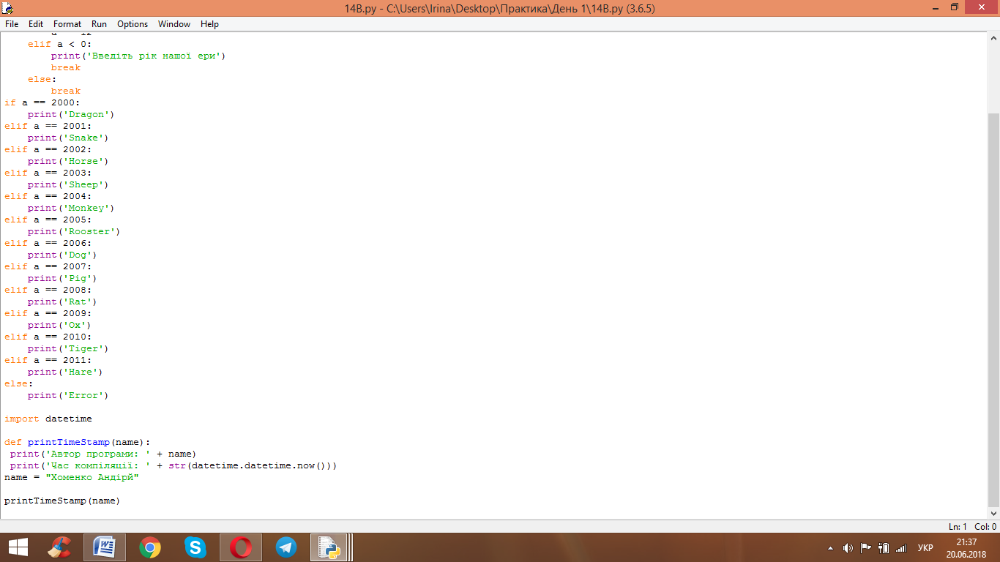 14B.py - C:\Users\Irina\Desktop\Практика\День 1\14B.py (3.6.5)
File Edit Format Run Options Window Help
    elif a < 0:
        print('Введіть рік нашої ери')
        break
    else:
        break
if a == 2000:
    print('Dragon')
elif a == 2001:
    print('Snake')
elif a == 2002:
    print('Horse')
elif a == 2003:
    print('Sheep')
elif a == 2004:
    print('Monkey')
elif a == 2005:
    print('Rooster')
elif a == 2006:
    print('Dog')
elif a == 2007:
    print('Pig')
elif a == 2008:
    print('Rat')
elif a == 2009:
    print('Ox')
elif a == 2010:
    print('Tiger')
elif a == 2011:
    print('Hare')
else:
    print('Error')
import datetime
def printTimeStamp(name):
 print('Автор програми: ' + name)
 print('Час компіляції: ' + str(datetime.datetime.now()))
name = "Хоменко Андірй"
printTimeStamp(name)
Ln: 1 Col: 0
УКР
21:37
20.06.2018